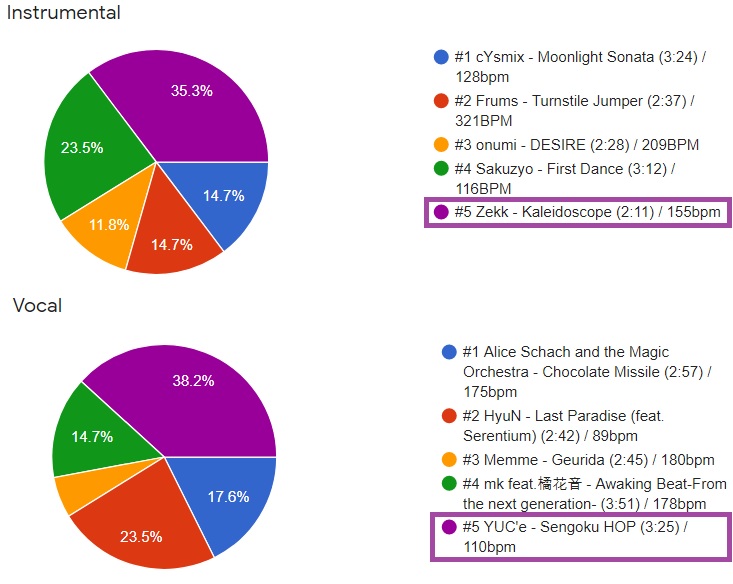 Instrumental
35.3%
23.5%
14.7%
11.8%
14.7%
#1 cYsmix - Moonlight Sonata (3:24) /
128bpm
#2 Frums - Turnstile Jumper (2:37) /
321BPM
#3 onumi - DESIRE (2:28) / 209BPM
#4 Sakuzyo - First Dance (3:12) /
116BPM
#5 Zekk - Kaleidoscope (2:11) / 155bpm
Vocal
38.2%
14.7%
17.6%
23.5%
#1 Alice Schach and the Magic
Orchestra - Chocolate Missile (2:57) /
175bpm
#2 HyuN - Last Paradise (feat.
Serentium) (2:42) / 89bpm
#3 Memme - Geurida (2:45) / 180bpm
#4 mk feat.橘花音 - Awaking Beat-From
the next generation- (3:51) / 178bpm
#5 YUC'e - Sengoku HOP (3:25) /
110bpm